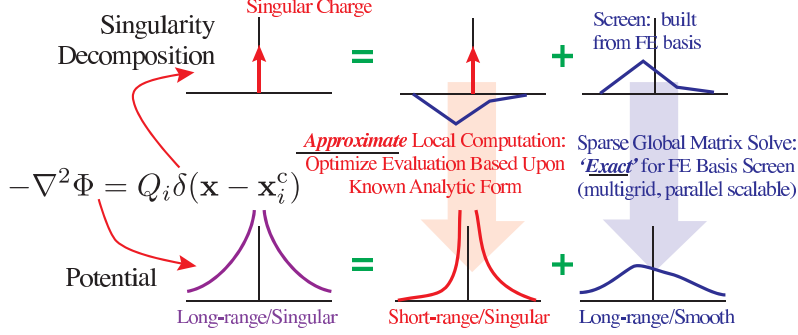 Singular Charge
Singularity
Decomposition
=
+
Screen: built
from FE basis
Approximate Local Computation:
Optimize Evaluation Based Upon
Known Analytic Form
Sparse Global Matrix Solve:
‘Exact’ for FE Basis Screen
(multigrid, parallel scalable)
−∇²Φ = Qᵢδ(x − xᵢᶜ)
Potential
=
+
Long-range/Singular
Short-range/Singular
Long-range/Smooth